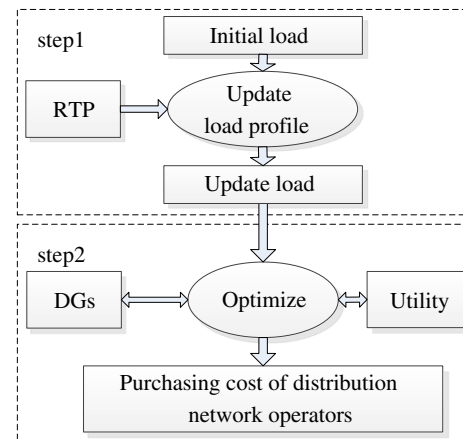 step1
Initial load
RTP
Update
load profile
Update load
step2
DGs
Optimize
Utility
Purchasing cost of distribution
network operators